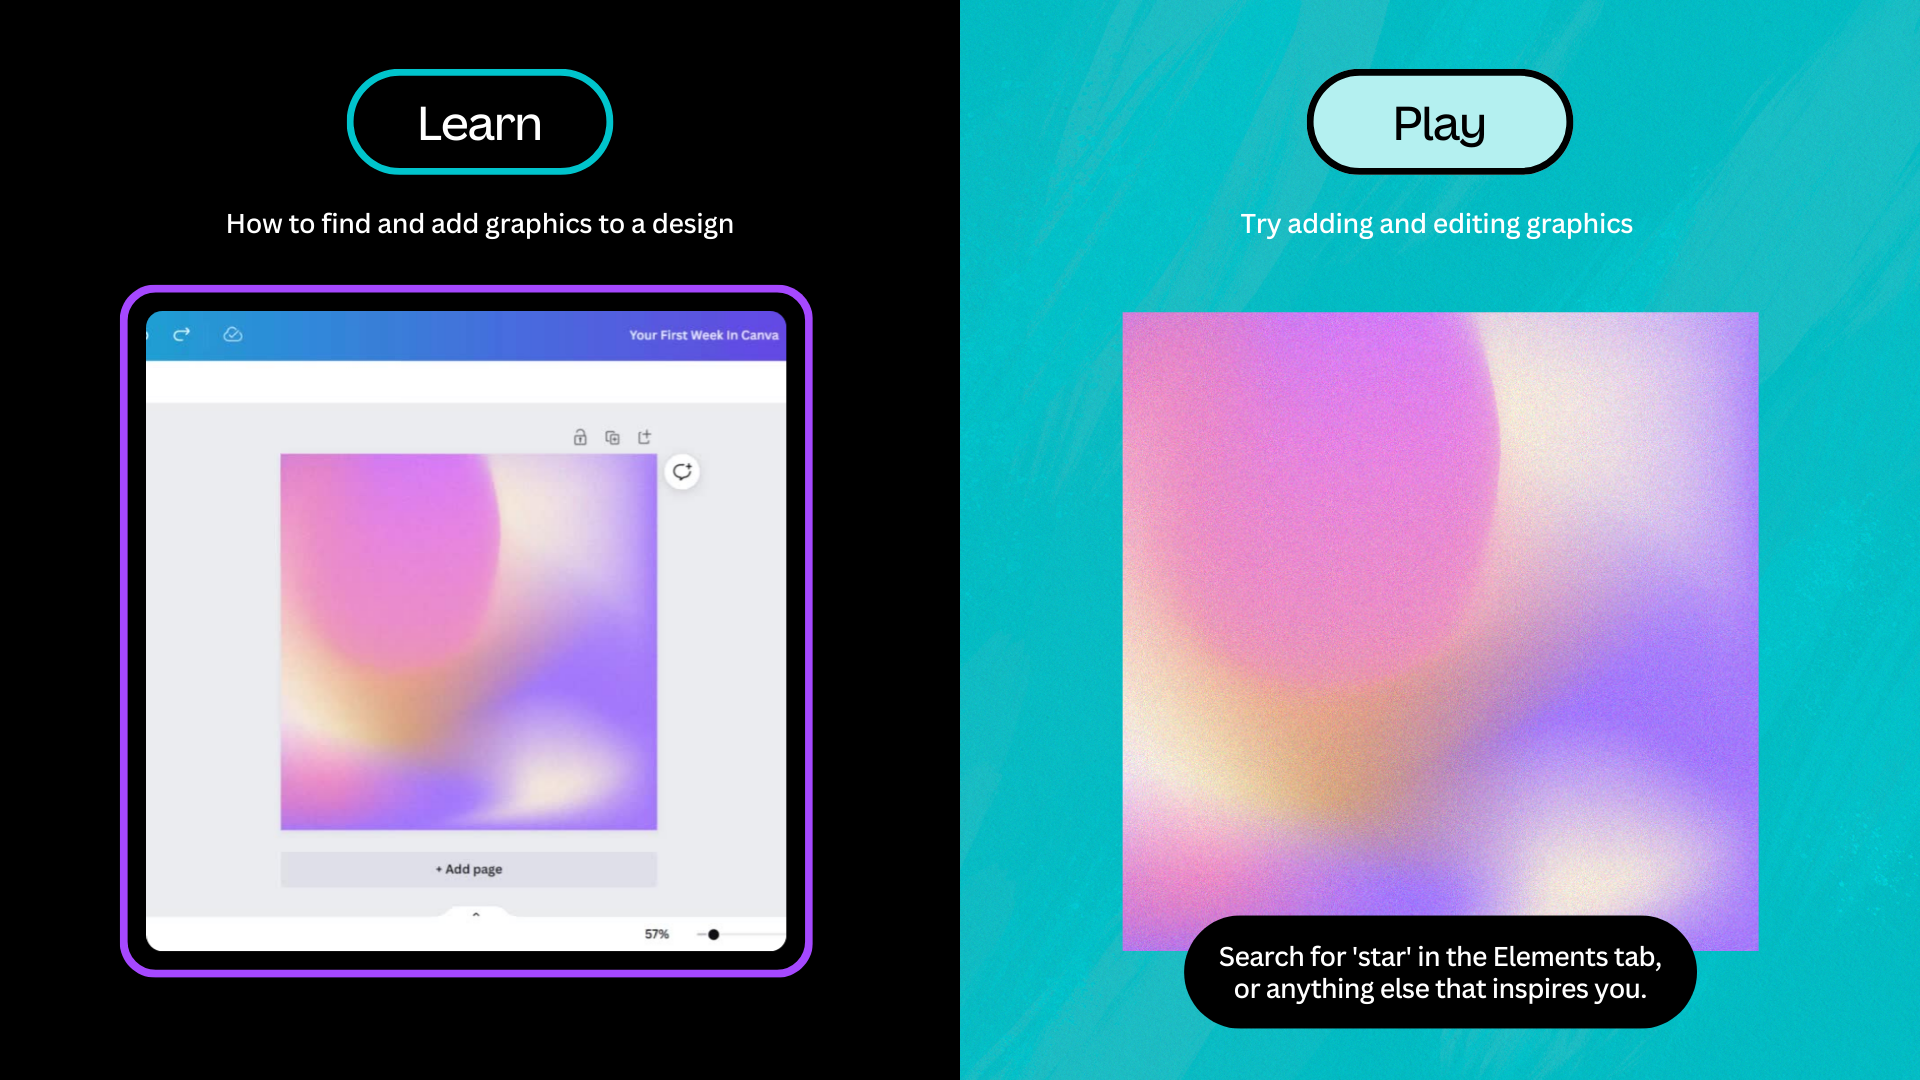 Learn
How to find and add graphics to a design
Your First Week In Canva
+ Add page
57%
Play
Try adding and editing graphics
Search for 'star' in the Elements tab,
or anything else that inspires you.